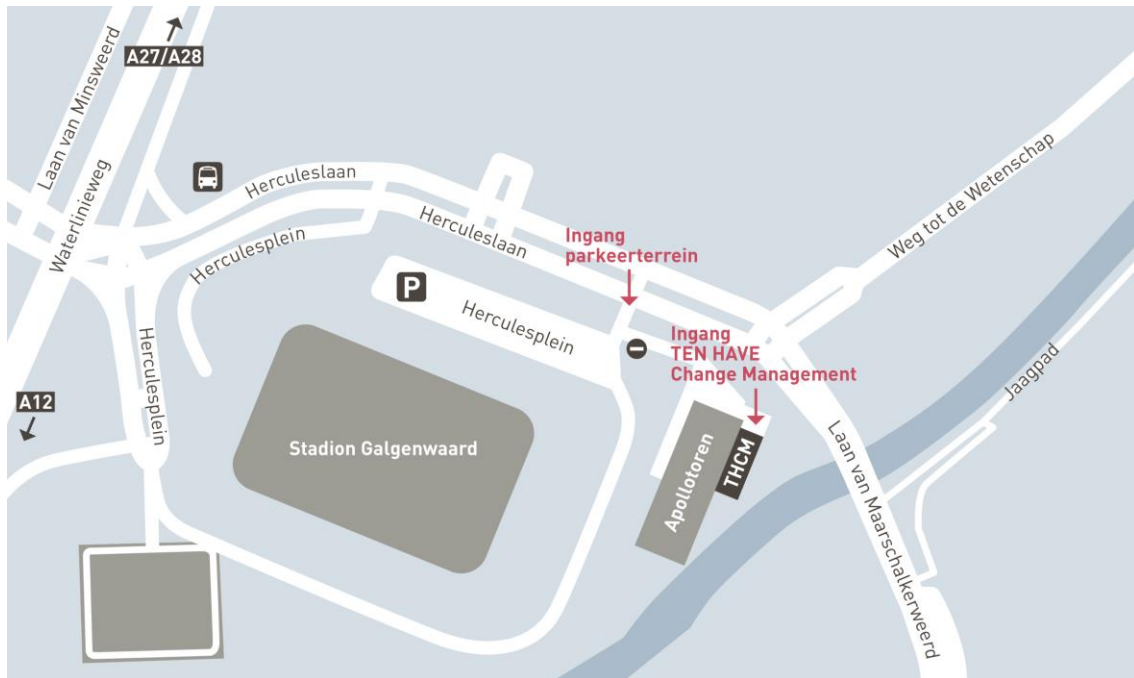 A27/A28
Laan van Minsweerd
Waterlinieweg
Herculeslaan
Herculesplein
Herculeslaan
Ingang
parkeerterrein
Weg tot de Wetenschap
P
Herculesplein
Ingang
TEN HAVE
Change Management
Jaagpad
A12
Herculesplein
Stadion Galgenwaard
Apollotoren
THCM
Laan van Maarschalkerweerd